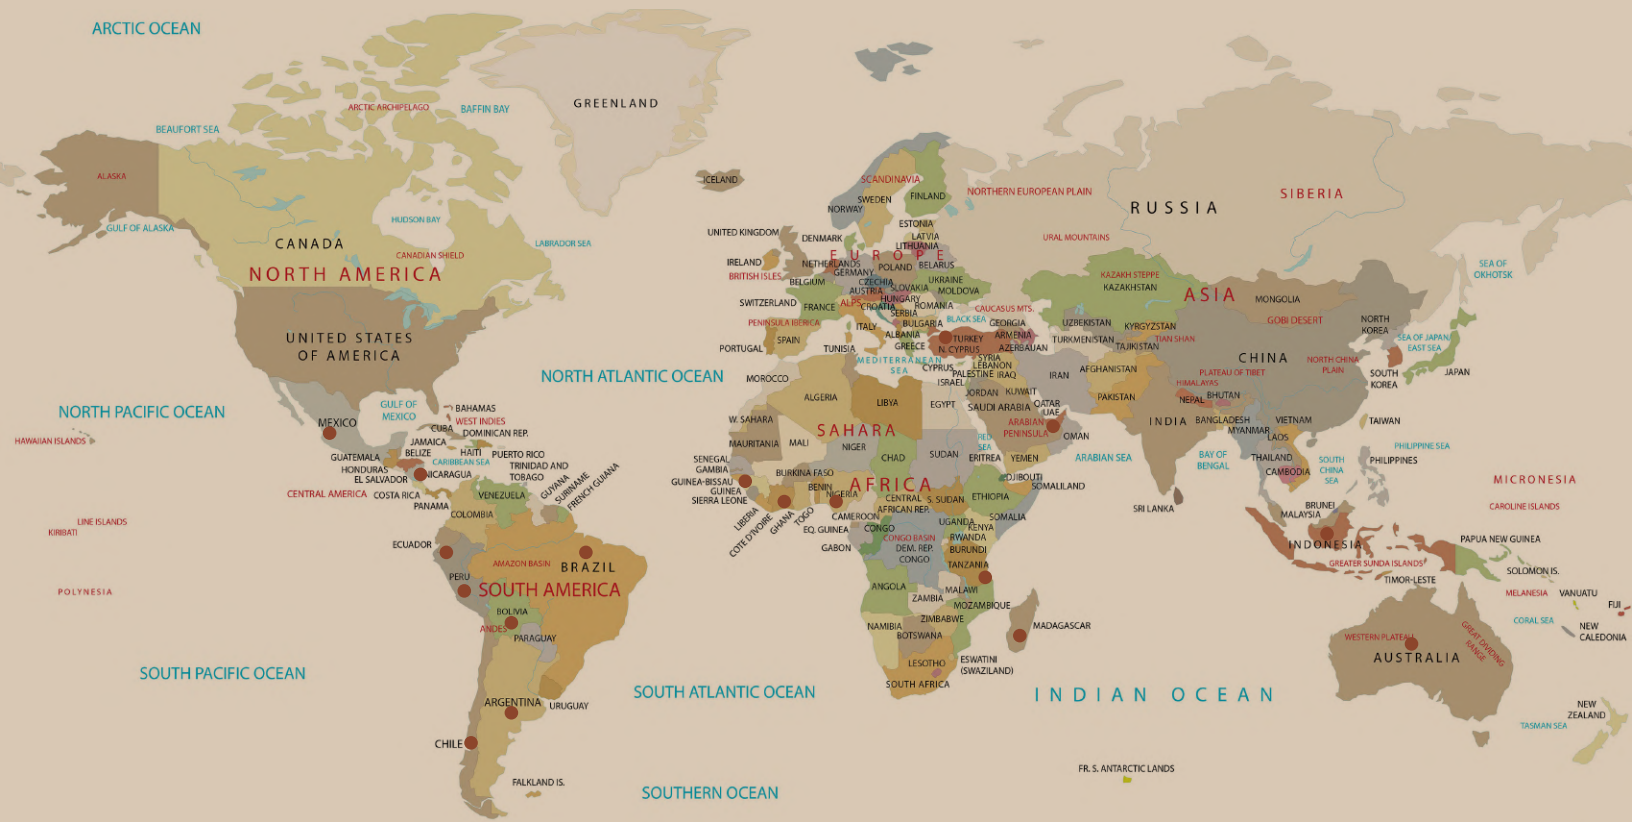 ARCTIC OCEAN
GREENLAND
ARCTIC ARCHIPELAGO
BAFFIN BAY
BEAUFORT SEA
ALASKA
GULF OF ALASKA
HUDSON BAY
CANADA
CANADIAN SHIELD
LABRADOR SEA
NORTH AMERICA
UNITED STATES
OF AMERICA
NORTH ATLANTIC OCEAN
NORTH PACIFIC OCEAN
HAWAIIAN ISLANDS
GULF OF
MEXICO
MEXICO
BAHAMAS
WEST INDIES
CUBA
DOMINICAN REP.
JAMAICA
BELIZE
HAITI
PUERTO RICO
GUATEMALA
CARIBBEAN SEA
TRINIDAD AND
TOBAGO
HONDURAS
NICARAGUA
EL SALVADOR
CENTRAL AMERICA
COSTA RICA
PANAMA
VENEZUELA
GUYANA
SURINAME
FRENCH GUIANA
COLOMBIA
LINE ISLANDS
KIRIBATI
POLYNESIA
ECUADOR
PERU
AMAZON BASIN
BRAZIL
SOUTH AMERICA
BOLIVIA
ANDES
PARAGUAY
SOUTH PACIFIC OCEAN
ARGENTINA
URUGUAY
CHILE
FALKLAND IS.
SOUTH ATLANTIC OCEAN
SOUTHERN OCEAN
ICELAND
SCANDINAVIA
SWEDEN
FINLAND
NORWAY
NORTHERN EUROPEAN PLAIN
RUSSIA
SIBERIA
UNITED KINGDOM
DENMARK
ESTONIA
LATVIA
LITHUANIA
URAL MOUNTAINS
EUROPE
IRELAND
NETHERLANDS
POLAND
BELARUS
BRITISH ISLES
GERMANY
BELGIUM
CZECHIA
SLOVAKIA
UKRAINE
MOLDOVA
AUSTRIA
HUNGARY
SWITZERLAND
FRANCE
ALPS
CROATIA
ROMANIA
SERBIA
CAUCASUS MTS.
PENINSULA IBERICA
ITALY
BULGARIA
BLACK SEA
GEORGIA
ALBANIA
ARMENIA
SPAIN
TURKEY
PORTUGAL
TUNISIA
GREECE
N. CYPRUS
AZERBAIJAN
MEDITERRANEAN
SEA
SYRIA
LEBANON
CYPRUS
PALESTINE
IRAQ
ISRAEL
MOROCCO
JORDAN
KUWAIT
IRAN
ALGERIA
LIBYA
EGYPT
SAUDI ARABIA
QATAR
UAE
W. SAHARA
SAHARA
ARABIAN
PENINSULA
OMAN
MAURITANIA
MALI
NIGER
CHAD
SUDAN
RED
SEA
ERITREA
YEMEN
ARABIAN SEA
SENEGAL
GAMBIA
GUINEA-BISSAU
GUINEA
SIERRA LEONE
BURKINA FASO
BENIN
NIGERIA
AFRICA
CENTRAL
AFRICAN REP.
S. SUDAN
ETHIOPIA
DJIBOUTI
SOMALILAND
LIBERIA
COTE D'IVOIRE
GHANA
TOGO
CAMEROON
EQ. GUINEA
GABON
CONGO
CONGO BASIN
DEM. REP.
CONGO
UGANDA
KENYA
SOMALIA
RWANDA
BURUNDI
TANZANIA
ANGOLA
MALAWI
ZAMBIA
MOZAMBIQUE
ZIMBABWE
NAMIBIA
BOTSWANA
MADAGASCAR
LESOTHO
ESWATINI
(SWAZILAND)
SOUTH AFRICA
INDIAN OCEAN
FR. S. ANTARCTIC LANDS
KAZAKH STEPPE
KAZAKHSTAN
ASIA
MONGOLIA
SEA OF
OKHOTSK
GOBI DESERT
UZBEKISTAN
KYRGYZSTAN
TIAN SHAN
TURKMENISTAN
TAJIKISTAN
NORTH
KOREA
SEA OF JAPAN/
EAST SEA
CHINA
NORTH CHINA
PLAIN
AFGHANISTAN
PLATEAU OF TIBET
SOUTH
KOREA
JAPAN
HIMALAYAS
PAKISTAN
NEPAL
BHUTAN
INDIA
BANGLADESH
MYANMAR
VIETNAM
TAIWAN
LAOS
BAY OF
BENGAL
THAILAND
SOUTH
CHINA
SEA
PHILIPPINES
PHILIPPINE SEA
CAMBODIA
SRI LANKA
BRUNEI
MALAYSIA
MICRONESIA
CAROLINE ISLANDS
INDONESIA
GREATER SUNDA ISLANDS
PAPUA NEW GUINEA
TIMOR-LESTE
SOLOMON IS.
MELANESIA
VANUATU
FIJI
CORAL SEA
NEW
CALEDONIA
WESTERN PLATEAU
AUSTRALIA
GREAT DIVIDING
RANGE
NEW
ZEALAND
TASMAN SEA